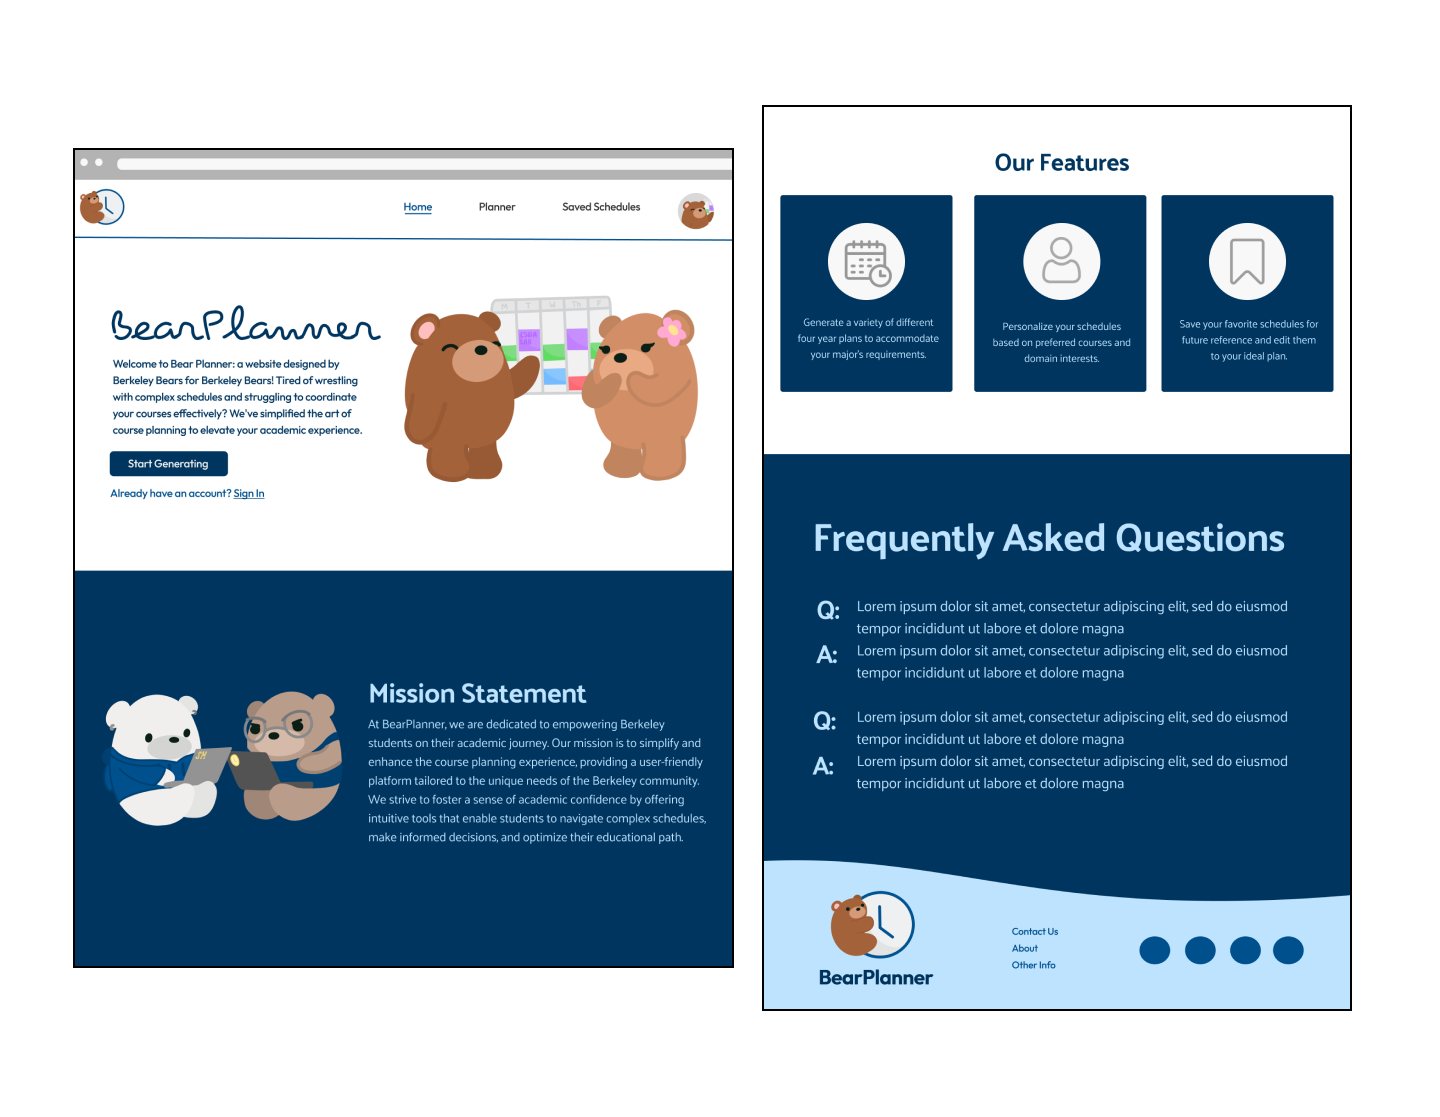 Home
Planner
Saved Schedules
BearPlanner
Welcome to Bear Planner: a website designed by
Berkeley Bears for Berkeley Bears! Tired of wrestling
with complex schedules and struggling to coordinate
your courses effectively? We've simplified the art of
course planning to elevate your academic experience.
Start Generating
Already have an account? Sign In
M T W Th F
Mission Statement
At BearPlanner, we are dedicated to empowering Berkeley
students on their academic journey. Our mission is to simplify and
enhance the course planning experience, providing a user-friendly
platform tailored to the unique needs of the Berkeley community.
We strive to foster a sense of academic confidence by offering
intuitive tools that enable students to navigate complex schedules,
make informed decisions, and optimize their educational path.
Our Features
Generate a variety of different
four year plans to accommodate
your major's requirements.
Personalize your schedules
based on preferred courses and
domain interests.
Save your favorite schedules for
future reference and edit them
to your ideal plan.
Frequently Asked Questions
Q: Lorem ipsum dolor sit amet, consectetur adipiscing elit, sed do eiusmod
tempor incididunt ut labore et dolore magna
A: Lorem ipsum dolor sit amet, consectetur adipiscing elit, sed do eiusmod
tempor incididunt ut labore et dolore magna
Q: Lorem ipsum dolor sit amet, consectetur adipiscing elit, sed do eiusmod
tempor incididunt ut labore et dolore magna
A: Lorem ipsum dolor sit amet, consectetur adipiscing elit, sed do eiusmod
tempor incididunt ut labore et dolore magna
BearPlanner
Contact Us
About
Other Info